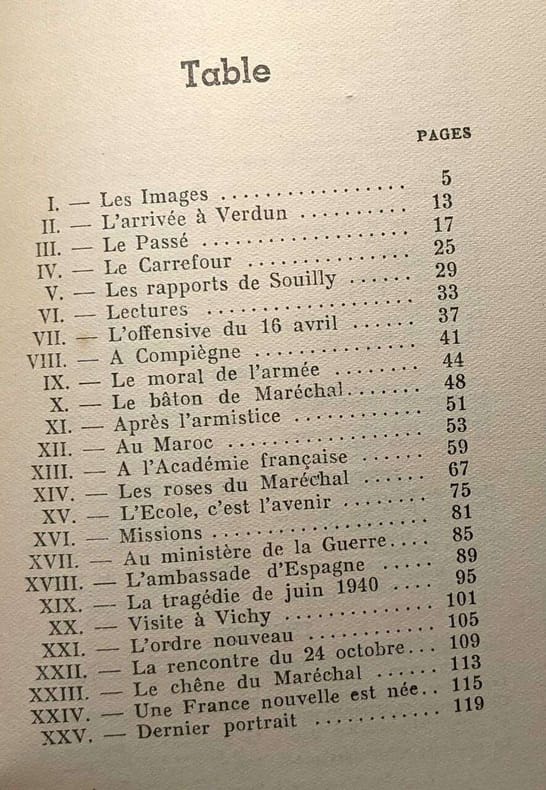 Table
PAGES
I. — Les Images .................. 5
II. — L'arrivée à Verdun .......... 13
III. — Le Passé ................... 17
IV. — Le Carrefour ................ 25
V. — Les rapports de Souilly ...... 29
VI. — Lectures .................... 33
VII. — L'offensive du 16 avril ...... 37
VIII. — A Compiègne ............... 41
IX. — Le moral de l'armée ........ 44
X. — Le bâton de Maréchal....... 48
XI. — Après l'armistice ........... 51
XII. — Au Maroc ................. 53
XIII. — A l'Académie française ...... 59
XIV. — Les roses du Maréchal ...... 67
XV. — L'Ecole, c'est l'avenir ........ 75
XVI. — Missions .................. 81
XVII. — Au ministère de la Guerre.... 85
XVIII. — L'ambassade d'Espagne ..... 89
XIX. — La tragédie de juin 1940 .... 95
XX. — Visite à Vichy ............. 101
XXI. — L'ordre nouveau ........... 105
XXII. — La rencontre du 24 octobre... 109
XXIII. — Le chêne du Maréchal ...... 113
XXIV. — Une France nouvelle est née.. 115
XXV. — Dernier portrait ............ 119